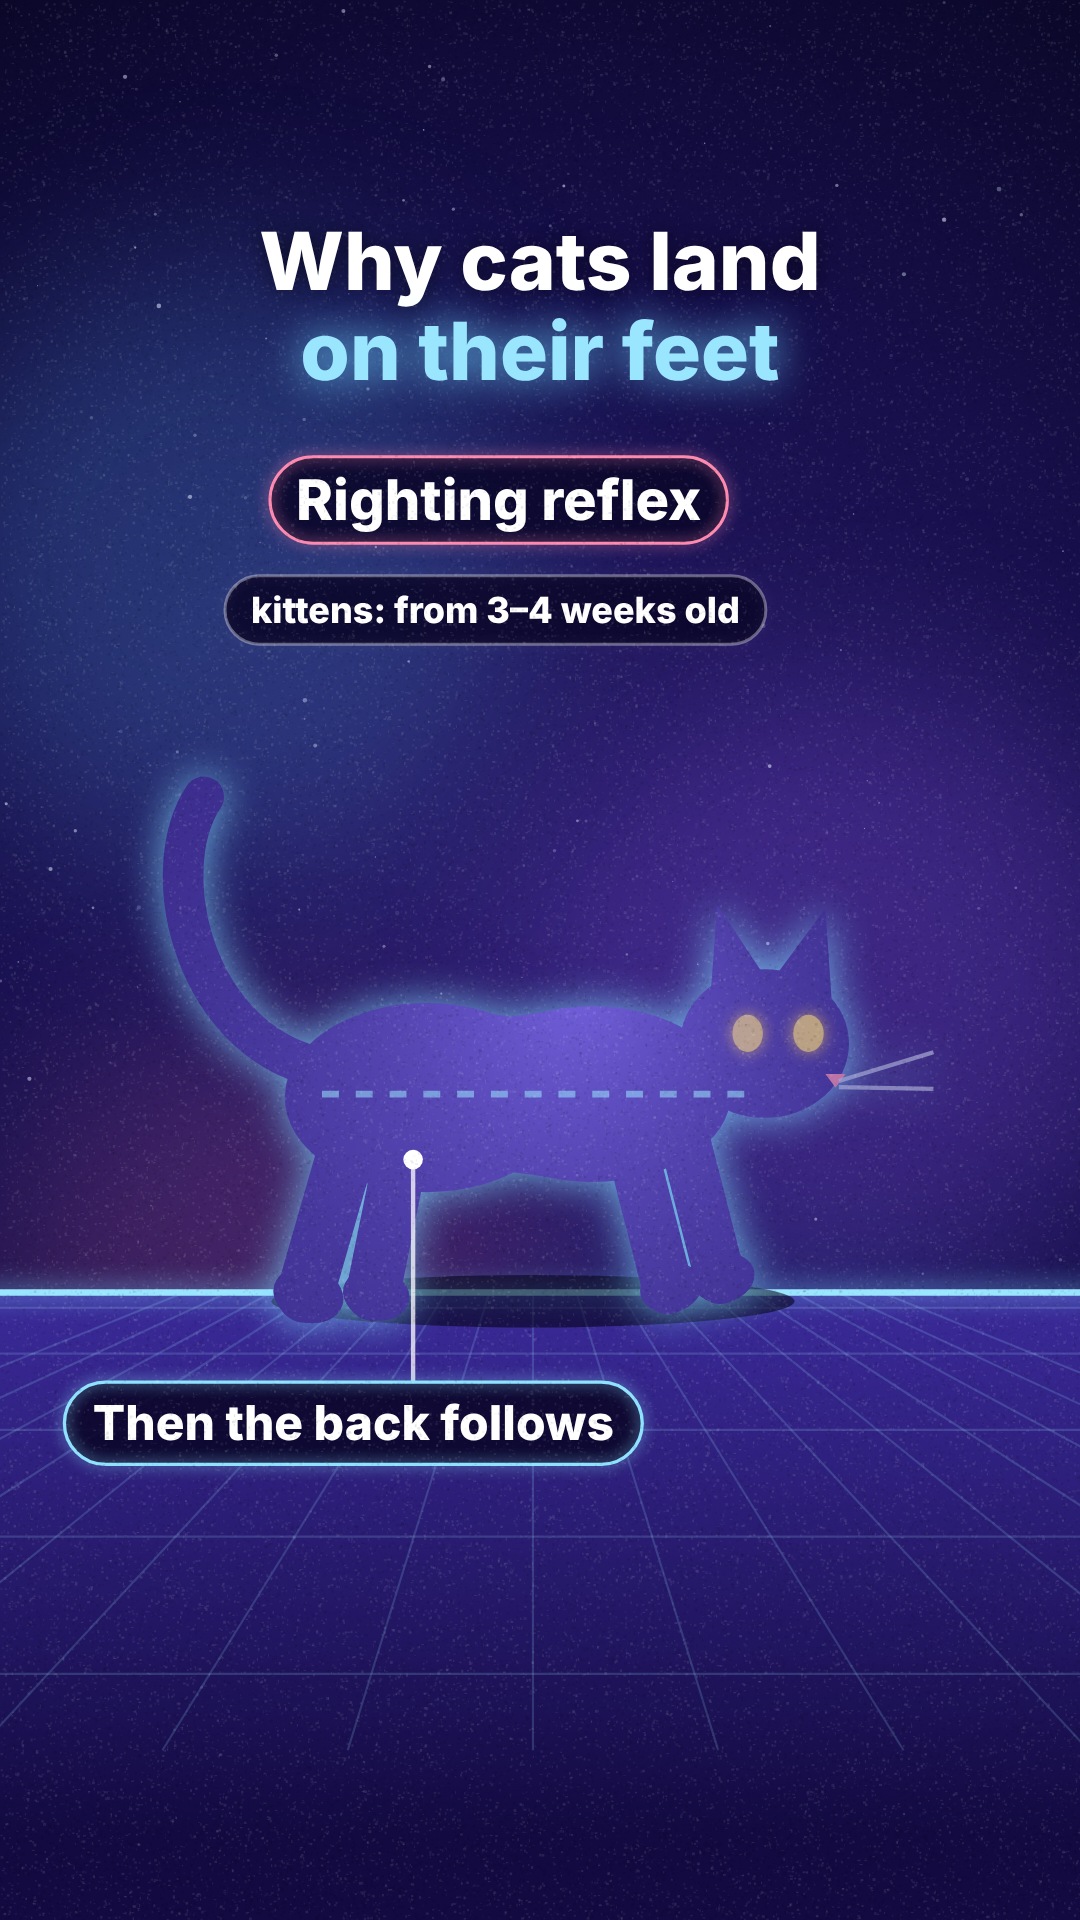 Why cats land
on their feet
Righting reflex
kittens: from 3–4 weeks old
Then the back follows